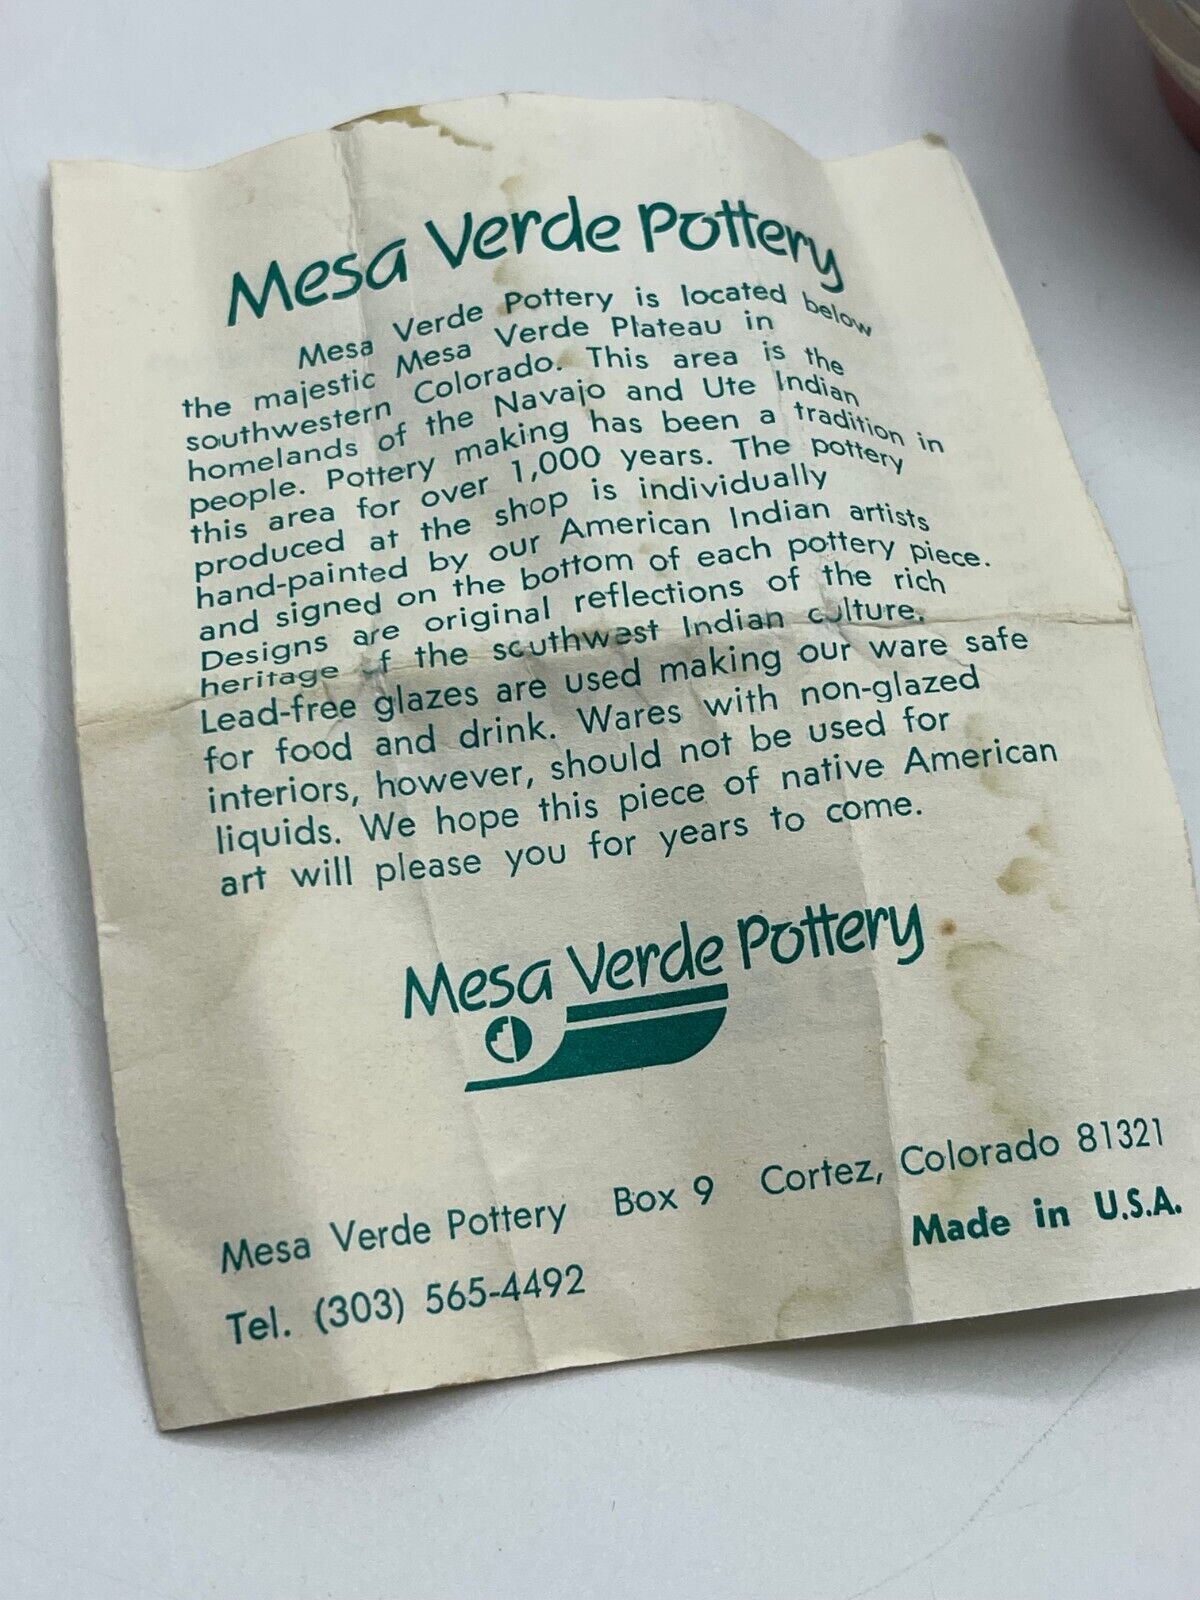 Mesa Verde Pottery
Mesa Verde Pottery is located below
the majestic Mesa Verde Plateau in
southwestern Colorado. This area is the
homelands of the Navajo and Ute Indian
people. Pottery making has been a tradition in
this area for over 1,000 years. The pottery
produced at the shop is individually
hand-painted by our American Indian artists
and signed on the bottom of each pottery piece.
Designs are original reflections of the rich
heritage of the southwest Indian culture.
Lead-free glazes are used making our ware safe
for food and drink. Wares with non-glazed
interiors, however, should not be used for
liquids. We hope this piece of native American
art will please you for years to come.
Mesa Verde Pottery
Mesa Verde Pottery Box 9 Cortez, Colorado 81321
Tel. (303) 565-4492 Made in U.S.A.